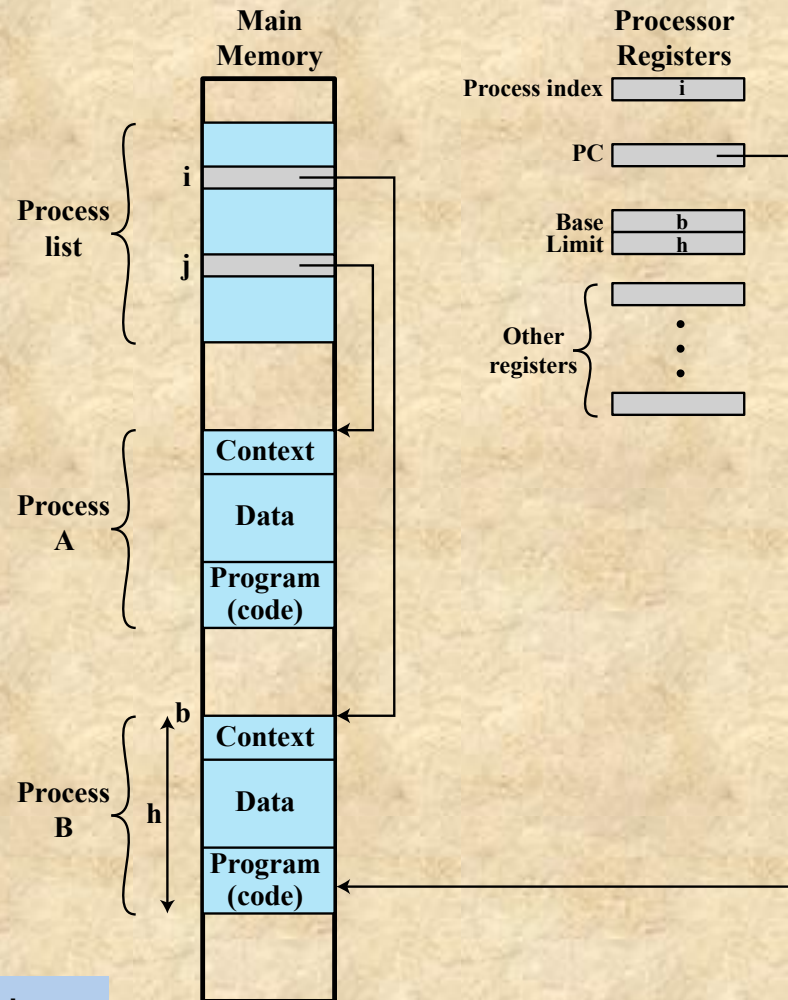 Main
Memory
Processor
Registers
Process index
i
PC
Base
b
Limit
h
Other
registers
Process
list
i
j
Process
A
Context
Data
Program
(code)
b
Process
B
h
Context
Data
Program
(code)